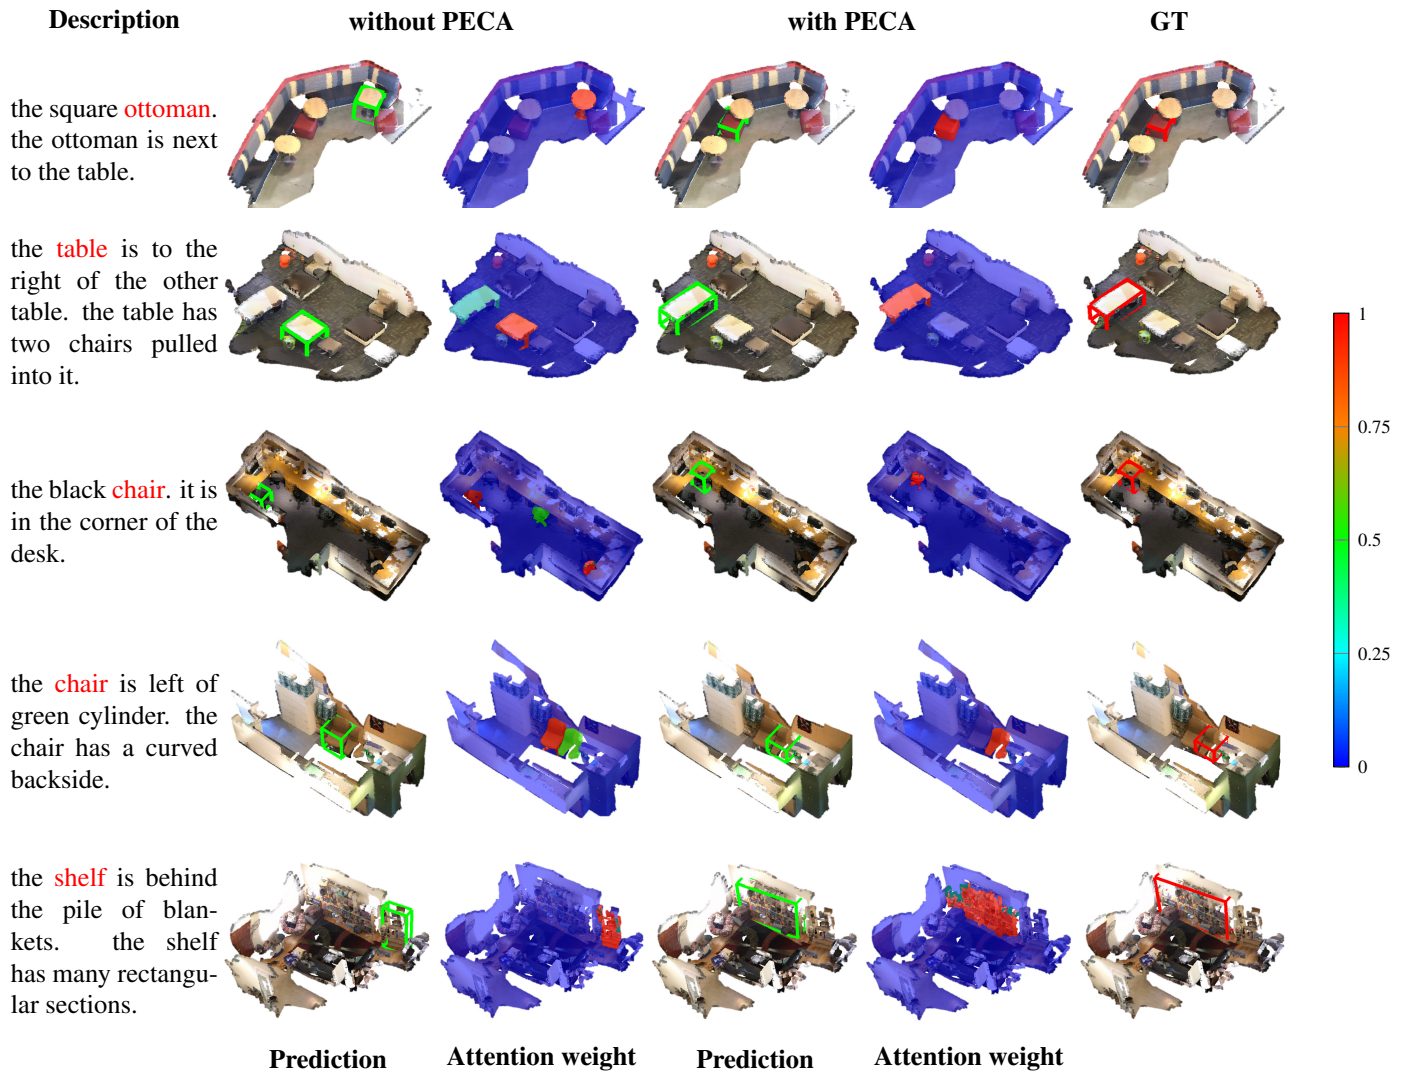 Description without PECA with PECA GT
the square ottoman.
the ottoman is next
to the table.
the table is to the
right of the other
table. the table has
two chairs pulled
into it.
the black chair. it is
in the corner of the
desk.
the chair is left of
green cylinder. the
chair has a curved
backside.
the shelf is behind
the pile of blan-
kets. the shelf
has many rectangu-
lar sections.
Prediction Attention weight Prediction Attention weight
1
0.75
0.5
0.25
0